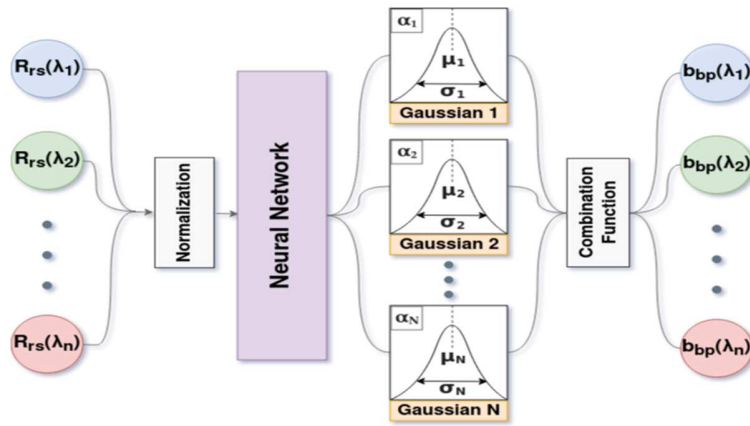 Rrs(λ1)
Rrs(λ2)
Rrs(λn)
Normalization
Neural Network
α1
μ1
σ1
Gaussian 1
α2
μ2
σ2
Gaussian 2
αN
μN
σN
Gaussian N
Combination
Function
bbp(λ1)
bbp(λ2)
bbp(λn)